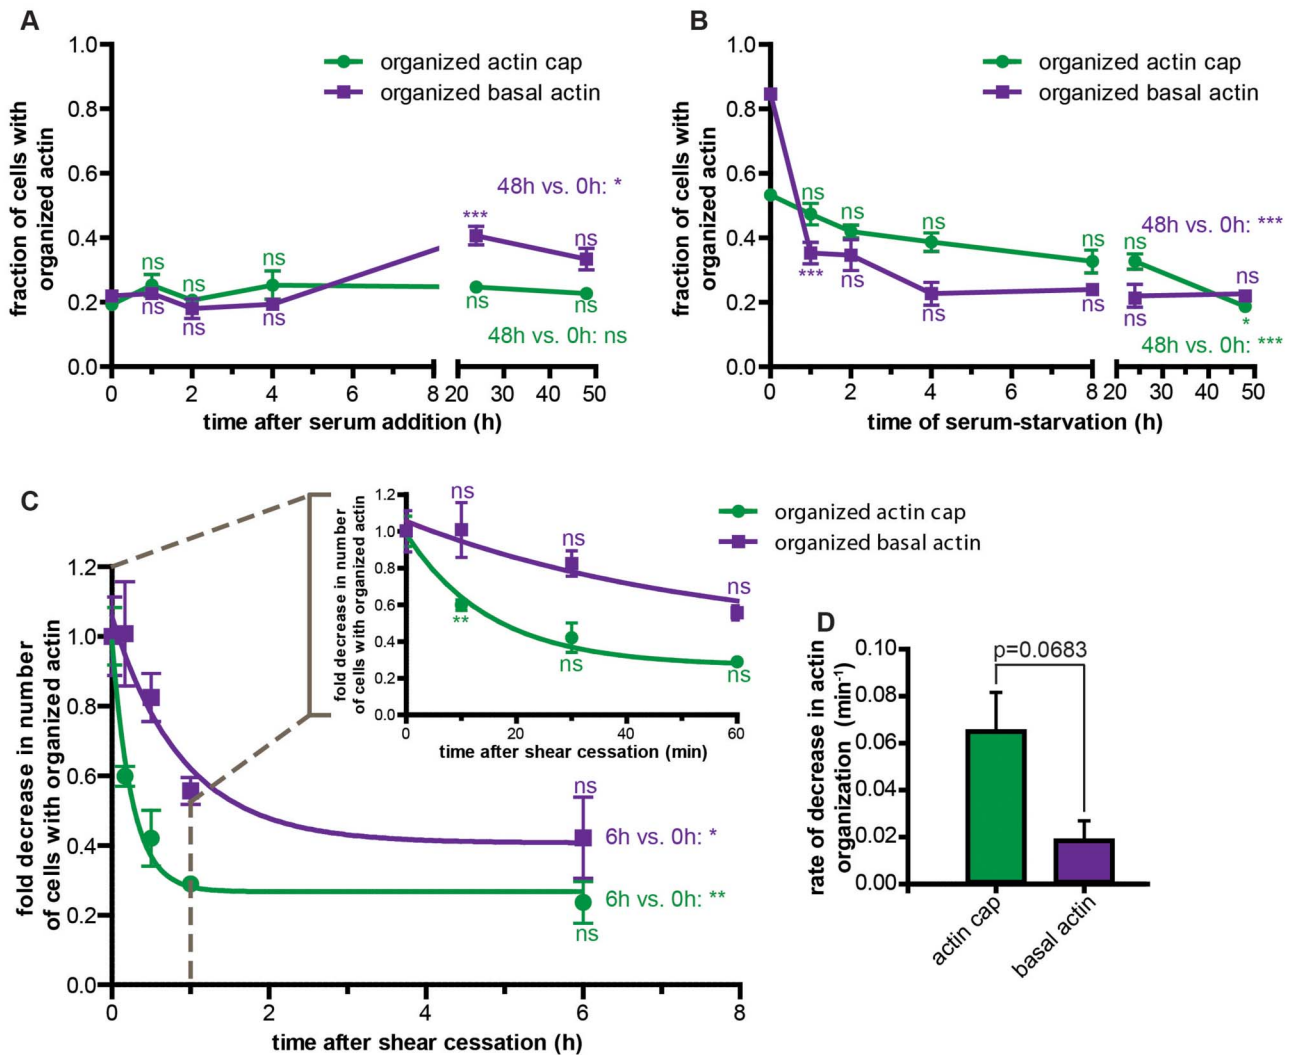 A
1.0
0.8
0.6
0.4
0.2
0.0
fraction of cells with
organized actin
organized actin cap
organized basal actin
48h vs. 0h: *
***
ns
ns
ns
ns
ns
ns
ns
ns
ns
ns
48h vs. 0h: ns
0
2
4
6
8
20
30
40
50
time after serum addition (h)
B
1.0
0.8
0.6
0.4
0.2
0.0
fraction of cells with
organized actin
organized actin cap
organized basal actin
ns
ns
ns
ns
ns
48h vs. 0h: ***
***
ns
ns
ns
ns
ns
*
48h vs. 0h: ***
0
2
4
6
8
20
30
40
50
time of serum-starvation (h)
C
1.2
1.0
0.8
0.6
0.4
0.2
0.0
fold decrease in number
of cells with organized actin
ns
6h vs. 0h: *
6h vs. 0h: **
ns
0
2
4
6
8
time after shear cessation (h)
1.2
1.0
0.8
0.6
0.4
0.2
0.0
fold decrease in number
of cells with organized actin
ns
ns
ns
**
ns
ns
0
20
40
60
time after shear cessation (min)
organized actin cap
organized basal actin
D
0.10
0.08
0.06
0.04
0.02
0.00
rate of decrease in actin
organization (min⁻¹)
p=0.0683
actin cap
basal actin